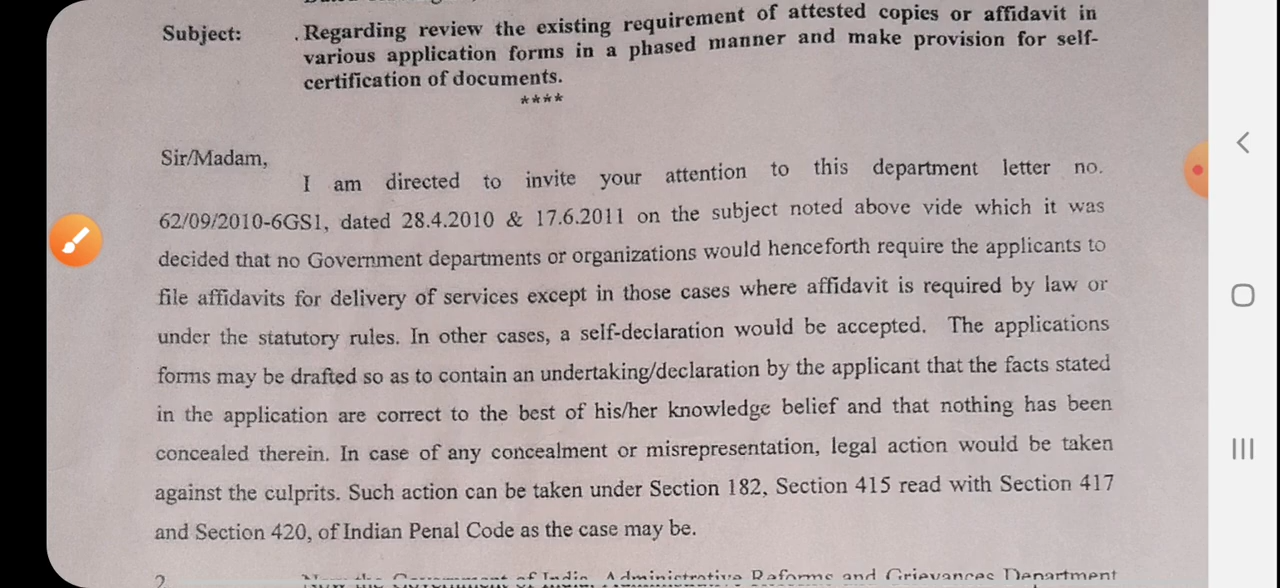 Subject: . Regarding review the existing requirement of attested copies or affidavit in
various application forms in a phased manner and make provision for self-
certification of documents.
****
Sir/Madam,
I am directed to invite your attention to this department letter no.
62/09/2010-6GS1, dated 28.4.2010 & 17.6.2011 on the subject noted above vide which it was
decided that no Government departments or organizations would henceforth require the applicants to
file affidavits for delivery of services except in those cases where affidavit is required by law or
under the statutory rules. In other cases, a self-declaration would be accepted. The applications
forms may be drafted so as to contain an undertaking/declaration by the applicant that the facts stated
in the application are correct to the best of his/her knowledge belief and that nothing has been
concealed therein. In case of any concealment or misrepresentation, legal action would be taken
against the culprits. Such action can be taken under Section 182, Section 415 read with Section 417
and Section 420, of Indian Penal Code as the case may be.
2 Now the Government of India, Administrative Reforms and Grievances Department